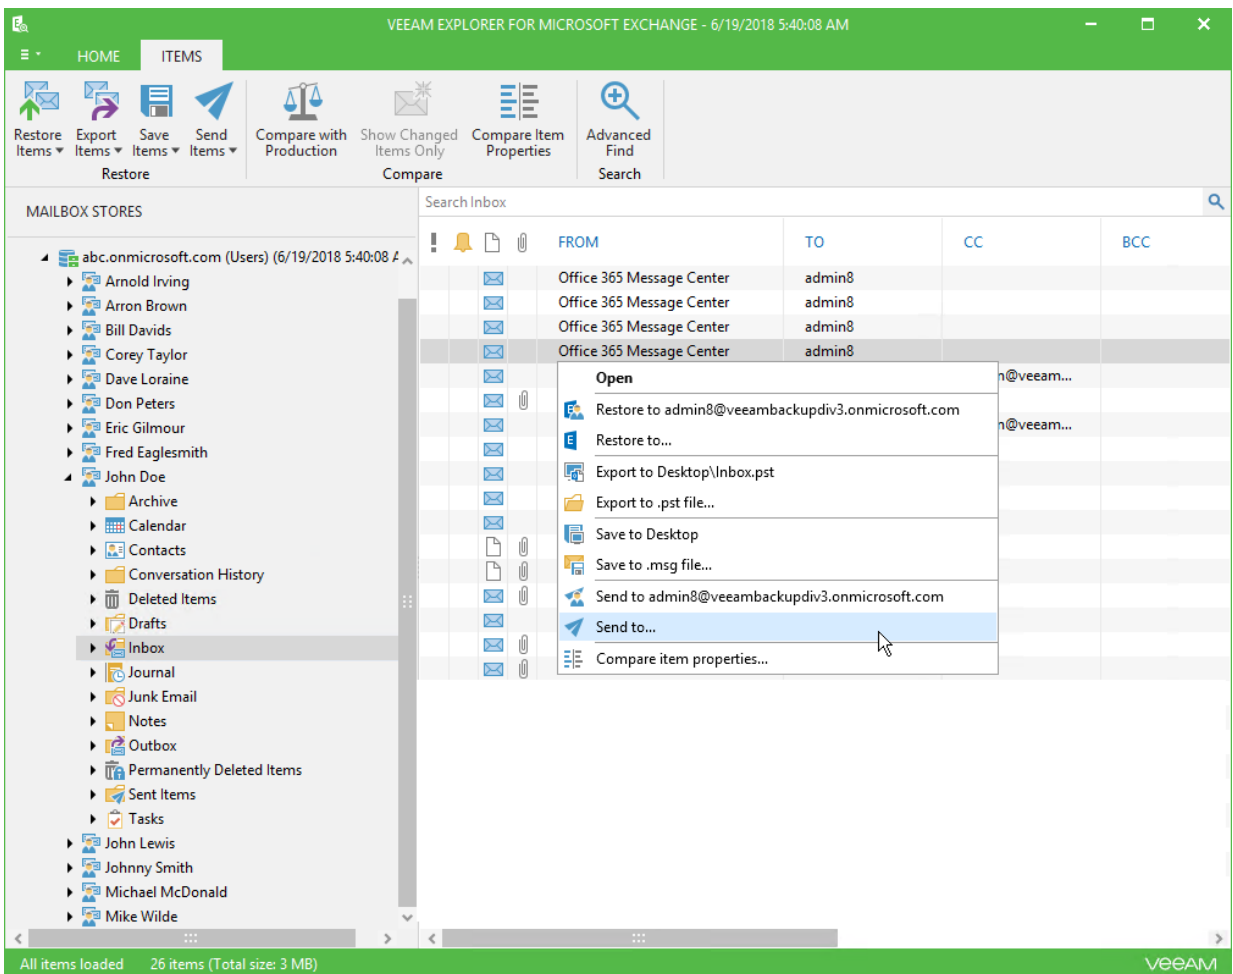 VEEAM EXPLORER FOR MICROSOFT EXCHANGE - 6/19/2018 5:40:08 AM
HOME ITEMS
Restore Items Export Items Save Items Send Items
Restore
Compare with Production Show Changed Items Only Compare Item Properties
Compare
Advanced Find
Search
MAILBOX STORES
Search Inbox
FROM TO CC BCC
abc.onmicrosoft.com (Users) (6/19/2018 5:40:08 A
Arnold Irving
Arron Brown
Bill Davids
Corey Taylor
Dave Loraine
Don Peters
Eric Gilmour
Fred Eaglesmith
John Doe
Archive
Calendar
Contacts
Conversation History
Deleted Items
Drafts
Inbox
Journal
Junk Email
Notes
Outbox
Permanently Deleted Items
Sent Items
Tasks
John Lewis
Johnny Smith
Michael McDonald
Mike Wilde
Office 365 Message Center admin8
Office 365 Message Center admin8
Office 365 Message Center admin8
Office 365 Message Center admin8
n@veeam...
n@veeam...
Open
Restore to admin8@veeambackupdiv3.onmicrosoft.com
Restore to...
Export to Desktop\Inbox.pst
Export to .pst file...
Save to Desktop
Save to .msg file...
Send to admin8@veeambackupdiv3.onmicrosoft.com
Send to...
Compare item properties...
All items loaded 26 items (Total size: 3 MB)
veeAM